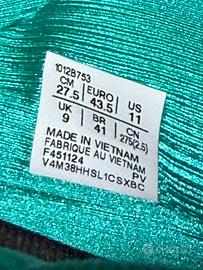 1012B753
CM EURO US
27.5 43.5 11
UK BR CN
9 41 275(2.5)
MADE IN VIETNAM
FABRIQUE AU VIETNAM
F451124 PV
V4M38HHSL1CSXBC